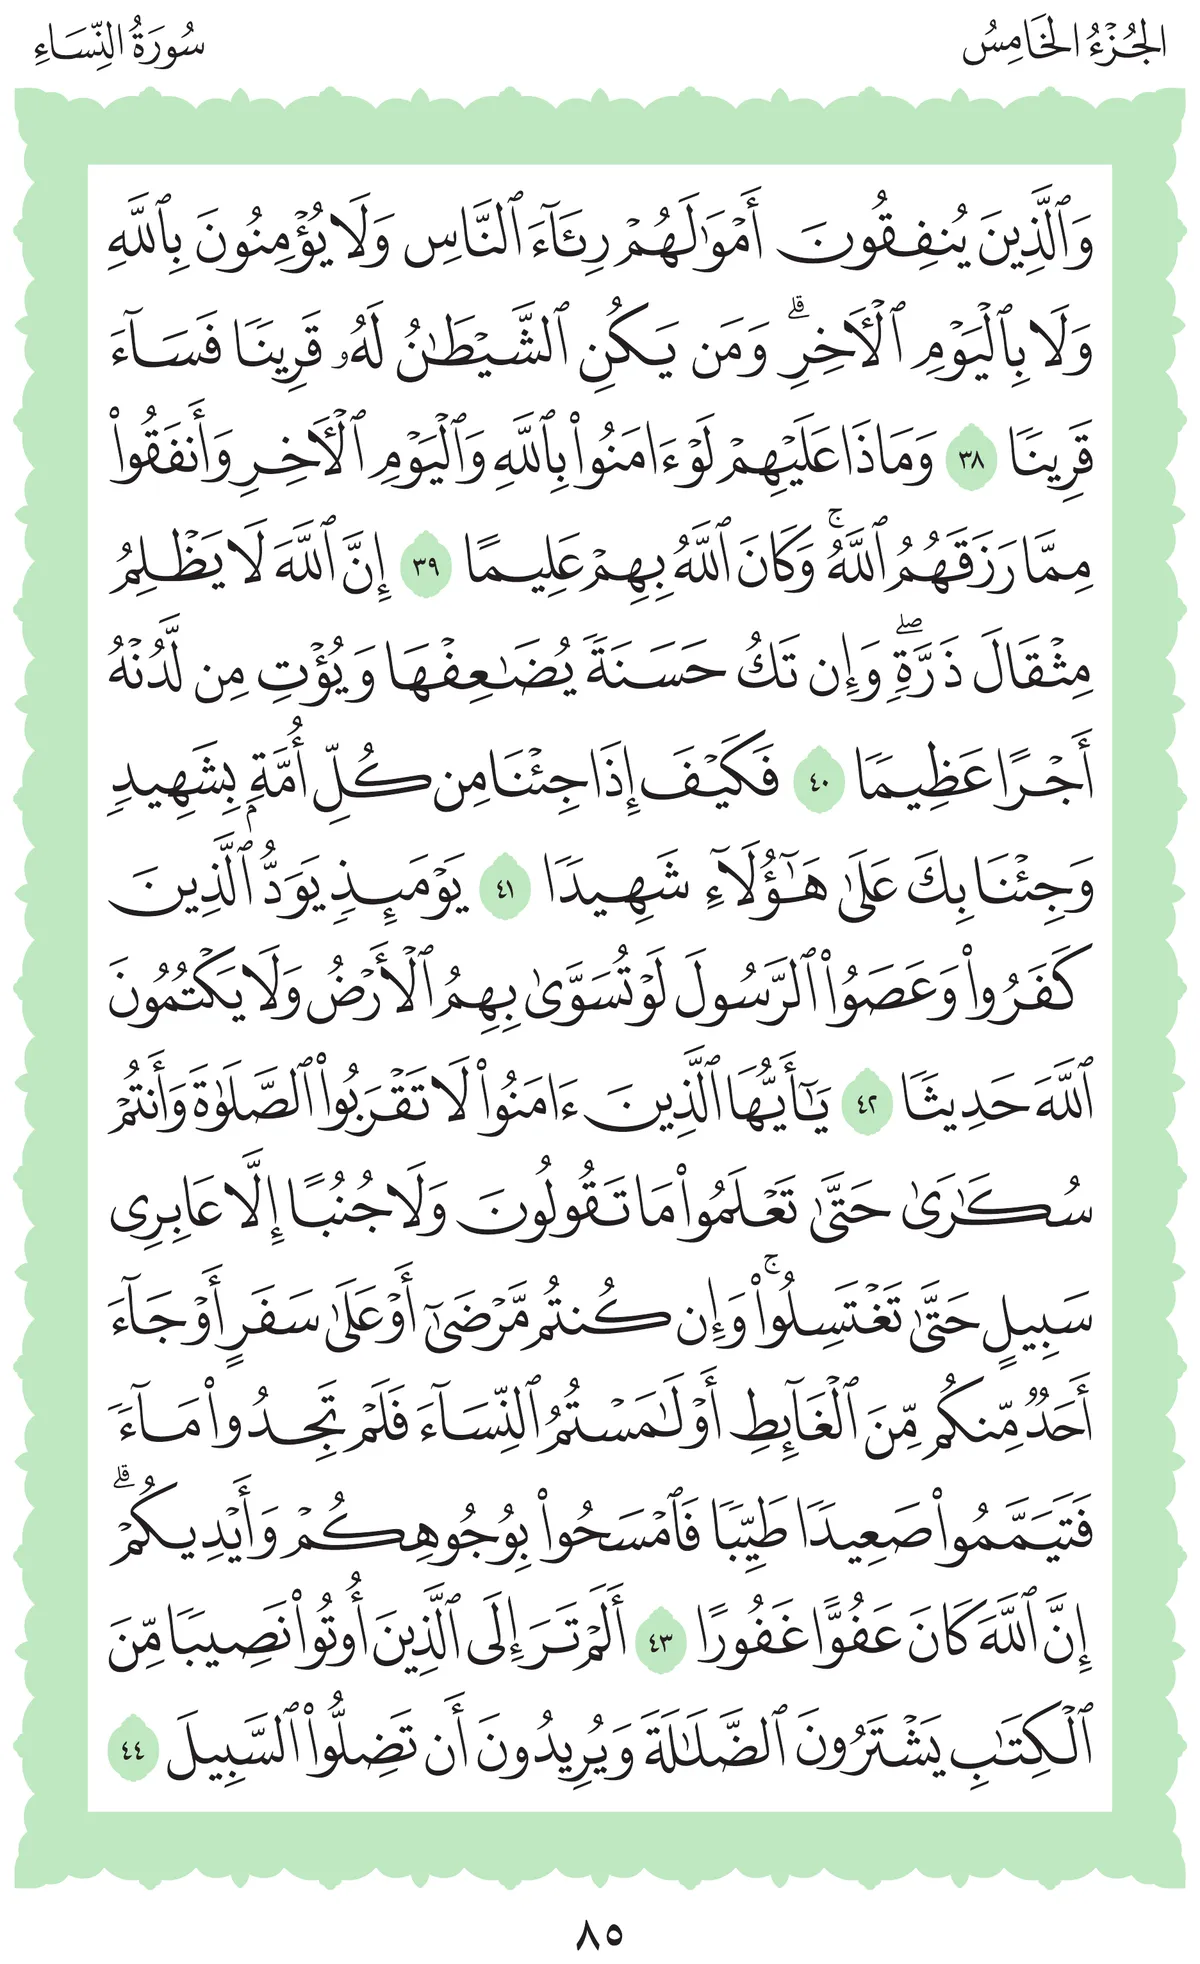 الجُزْءُ الخَامِسُ
سُورَةُ النِّسَاءِ
وَٱلَّذِينَ يُنفِقُونَ أَمْوَٰلَهُمْ رِئَآءَ ٱلنَّاسِ وَلَا يُؤْمِنُونَ بِٱللَّهِ
وَلَا بِٱلْيَوْمِ ٱلْأَخِرِۗ وَمَن يَكُنِ ٱلشَّيْطَٰنُ لَهُۥ قَرِينًا فَسَآءَ
قَرِينًا ٣٨ وَمَاذَا عَلَيْهِمْ لَوْ ءَامَنُوا۟ بِٱللَّهِ وَٱلْيَوْمِ ٱلْأَخِرِ وَأَنفَقُوا۟
مِمَّا رَزَقَهُمُ ٱللَّهُۚ وَكَانَ ٱللَّهُ بِهِمْ عَلِيمًا ٣٩ إِنَّ ٱللَّهَ لَا يَظْلِمُ
مِثْقَالَ ذَرَّةٍۖ وَإِن تَكُ حَسَنَةً يُضَٰعِفْهَا وَيُؤْتِ مِن لَّدُنْهُ
أَجْرًا عَظِيمًا ٤٠ فَكَيْفَ إِذَا جِئْنَا مِن كُلِّ أُمَّةٍۭ بِشَهِيدٍ
وَجِئْنَا بِكَ عَلَىٰ هَٰٓؤُلَآءِ شَهِيدًا ٤١ يَوْمَئِذٍ يَوَدُّ ٱلَّذِينَ
كَفَرُوا۟ وَعَصَوُا۟ ٱلرَّسُولَ لَوْ تُسَوَّىٰ بِهِمُ ٱلْأَرْضُ وَلَا يَكْتُمُونَ
ٱللَّهَ حَدِيثًا ٤٢ يَٰٓأَيُّهَا ٱلَّذِينَ ءَامَنُوا۟ لَا تَقْرَبُوا۟ ٱلصَّلَوٰةَ وَأَنتُمْ
سُكَٰرَىٰ حَتَّىٰ تَعْلَمُوا۟ مَا تَقُولُونَ وَلَا جُنُبًا إِلَّا عَابِرِى
سَبِيلٍ حَتَّىٰ تَغْتَسِلُوا۟ۚ وَإِن كُنتُم مَّرْضَىٰٓ أَوْ عَلَىٰ سَفَرٍ أَوْ جَآءَ
أَحَدٌ مِّنكُم مِّنَ ٱلْغَآئِطِ أَوْ لَٰمَسْتُمُ ٱلنِّسَآءَ فَلَمْ تَجِدُوا۟ مَآءً
فَتَيَمَّمُوا۟ صَعِيدًا طَيِّبًا فَٱمْسَحُوا۟ بِوُجُوهِكُمْ وَأَيْدِيكُمْۗ
إِنَّ ٱللَّهَ كَانَ عَفُوًّا غَفُورًا ٤٣ أَلَمْ تَرَ إِلَى ٱلَّذِينَ أُوتُوا۟ نَصِيبًا مِّنَ
ٱلْكِتَٰبِ يَشْتَرُونَ ٱلضَّلَٰلَةَ وَيُرِيدُونَ أَن تَضِلُّوا۟ ٱلسَّبِيلَ ٤٤
٨٥